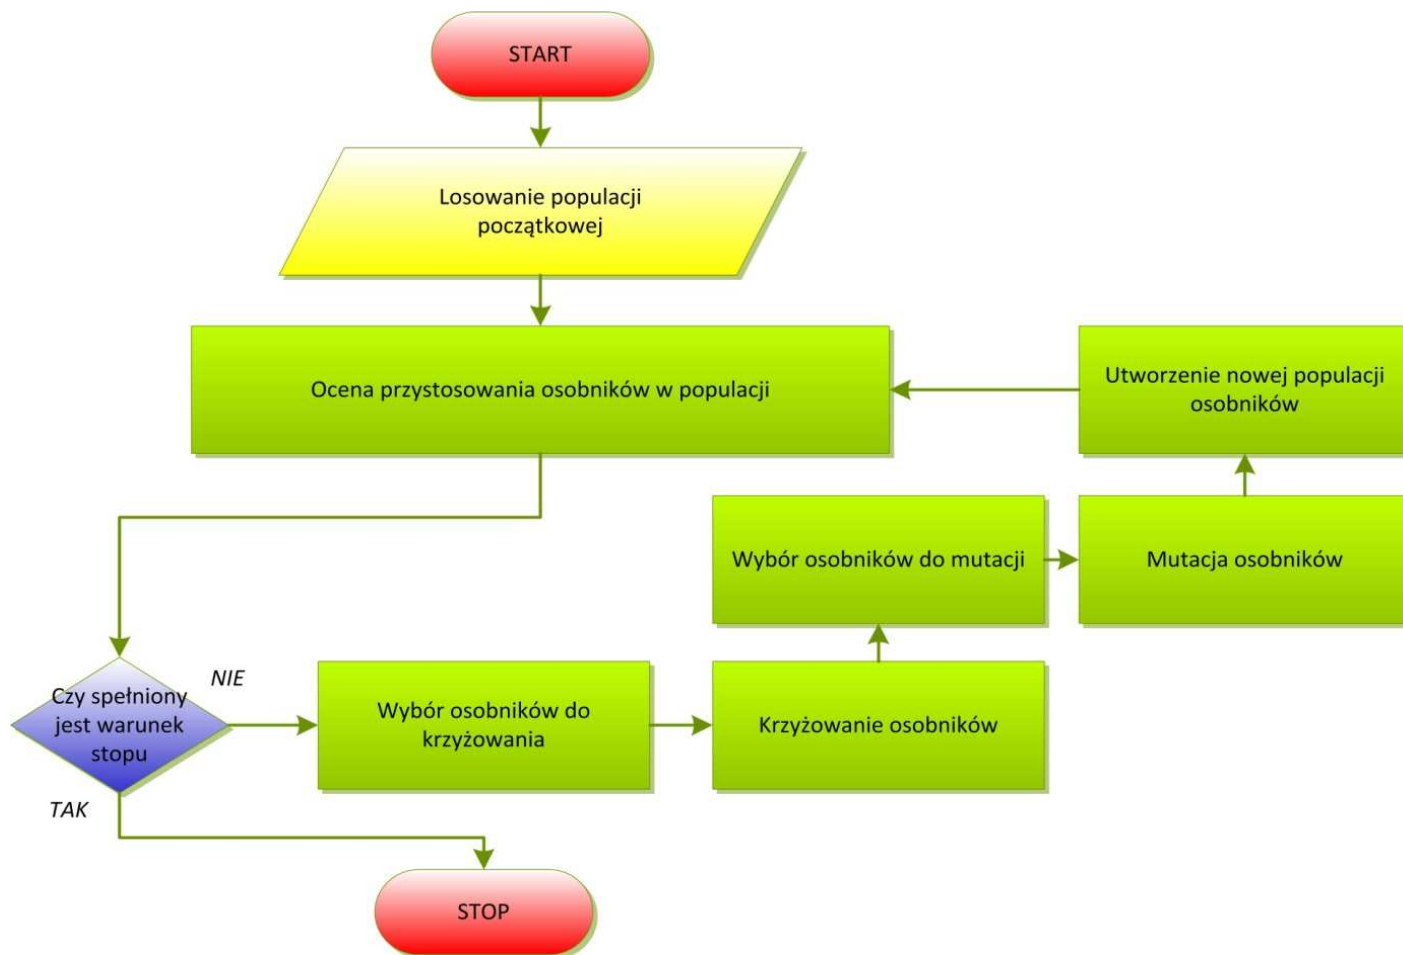 START
Losowanie populacji
początkowej
Ocena przystosowania osobników w populacji
Utworzenie nowej populacji
osobników
Wybór osobników do mutacji
Mutacja osobników
Czy spełniony
jest warunek
stopu
NIE
Wybór osobników do
krzyżowania
Krzyżowanie osobników
TAK
STOP